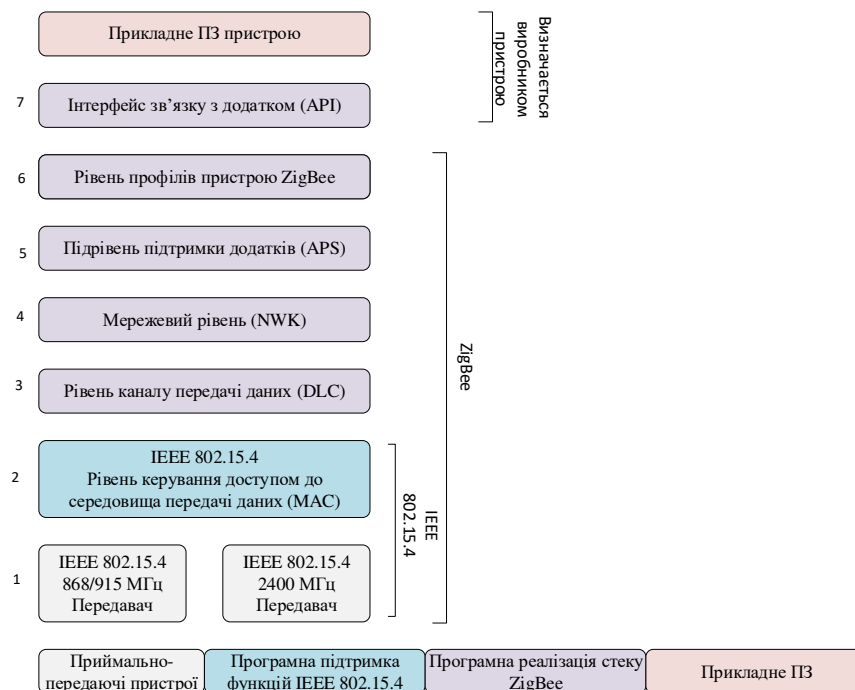 Прикладне ПЗ пристрою
Визначається
виробником
пристрою
7
Інтерфейс зв’язку з додатком (API)
6
Рівень профілів пристрою ZigBee
5
Підрівень підтримки додатків (APS)
4
Мережевий рівень (NWK)
ZigBee
3
Рівень каналу передачі даних (DLC)
2
IEEE 802.15.4
Рівень керування доступом до
середовища передачі даних (MAC)
IEEE
802.15.4
1
IEEE 802.15.4
868/915 МГц
Передавач
IEEE 802.15.4
2400 МГц
Передавач
Приймально-
передаючі пристрої
Програмна підтримка
функцій IEEE 802.15.4
Програмна реалізація стеку
ZigBee
Прикладне ПЗ